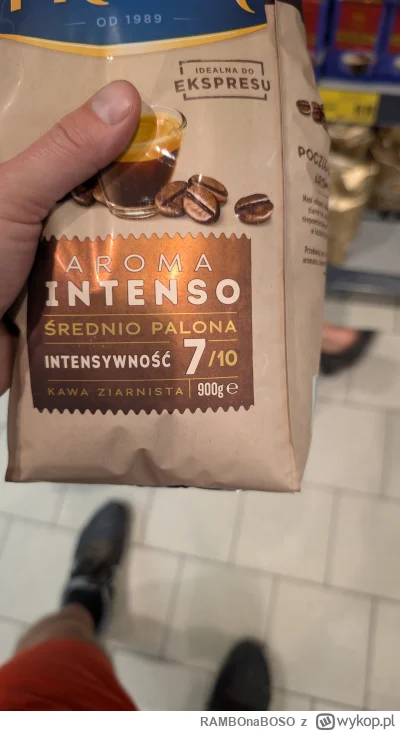 OD 1989
IDEALNA DO
EKSPRESU
AROMA
INTENSO
ŚREDNIO PALONA
INTENSYWNOŚĆ 7/10
KAWA ZIARNISTA 900g e
RAMBOnaBOSO z wykop.pl